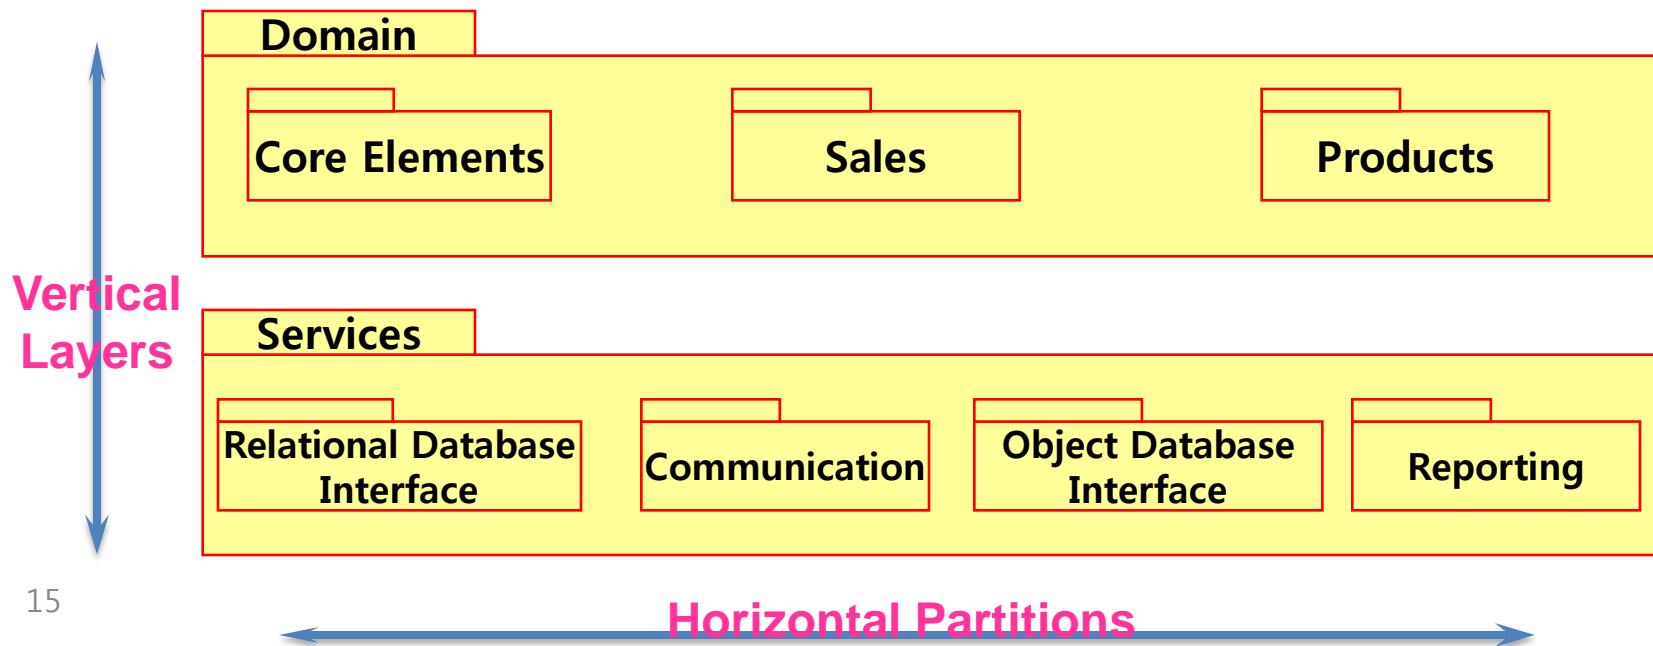 Domain
Core Elements
Sales
Products
Vertical
Layers
Services
Relational Database
Interface
Communication
Object Database
Interface
Reporting
15
Horizontal Partitions